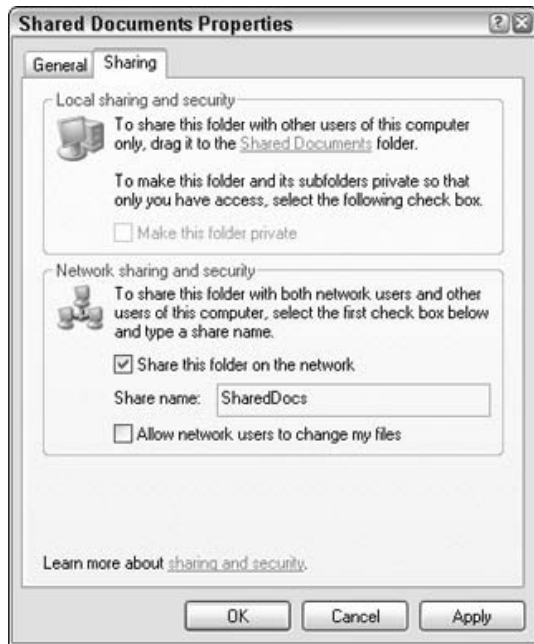 Shared Documents Properties
General Sharing
Local sharing and security
To share this folder with other users of this computer
only, drag it to the Shared Documents folder.
To make this folder and its subfolders private so that
only you have access, select the following check box.
Make this folder private
Network sharing and security
To share this folder with both network users and other
users of this computer, select the first check box below
and type a share name.
Share this folder on the network
Share name: SharedDocs
Allow network users to change my files
Learn more about sharing and security.
OK Cancel Apply